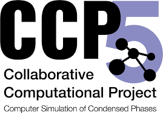 CCP5
Collaborative
Computational Project
Computer Simulation of Condensed Phases